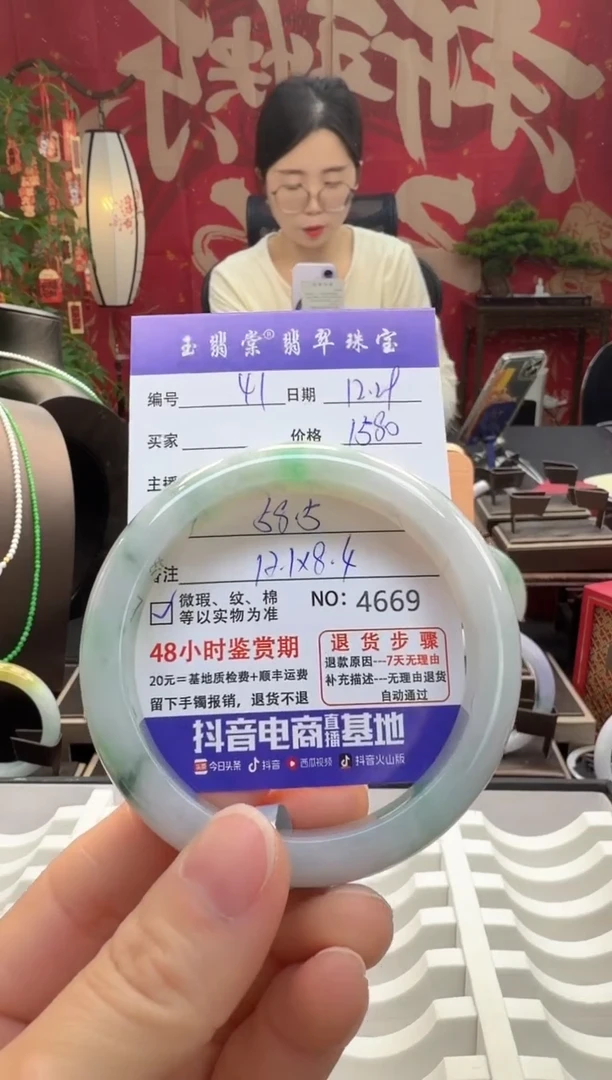 玉翡棠®翡翠珠宝
编号 41 日期 12.21
买家 价格 1580
主播
58.5
备注 12.1x8.4
微瑕、纹、棉
等以实物为准
NO: 4669
48小时鉴赏期
20元=基地质检费+顺丰运费
留下手镯报销，退货不退
退货步骤
退款原因---7天无理由
补充描述---无理由退货
自动通过
抖音电商直播基地
头条 今日头条 抖音 西瓜视频 抖音火山版